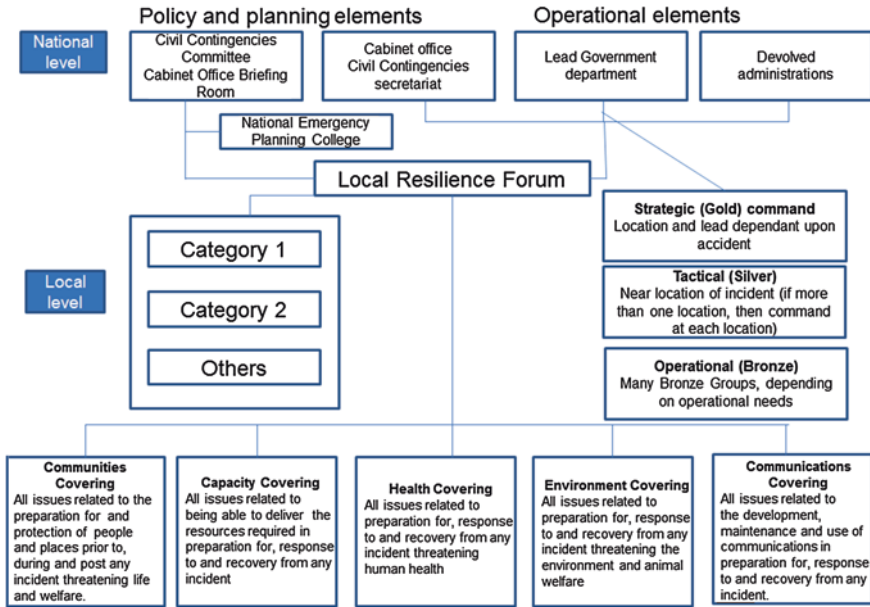 Policy and planning elements
Operational elements
National
level
Civil Contingencies
Committee
Cabinet Office Briefing
Room
Cabinet office
Civil Contingencies
secretariat
Lead Government
department
Devolved
administrations
National Emergency
Planning College
Local Resilience Forum
Local
level
Category 1
Category 2
Others
Strategic (Gold) command
Location and lead dependant upon
accident
Tactical (Silver)
Near location of incident (if more
than one location, then command
at each location)
Operational (Bronze)
Many Bronze Groups, depending
on operational needs
Communities
Covering
All issues related to the
preparation for and
protection of people
and places prior to,
during and post any
incident threatening life
and welfare.
Capacity Covering
All issues related to
being able to deliver the
resources required in
preparation for, response
to and recovery from any
incident
Health Covering
All issues related to
preparation for, response
to and recovery from any
incident threatening
human health
Environment Covering
All issues related to
preparation for, response
to and recovery from any
incident threatening the
environment and animal
welfare
Communications
Covering
All issues related to
the development,
maintenance and use of
communications in
preparation for, response
to and recovery from any
incident.